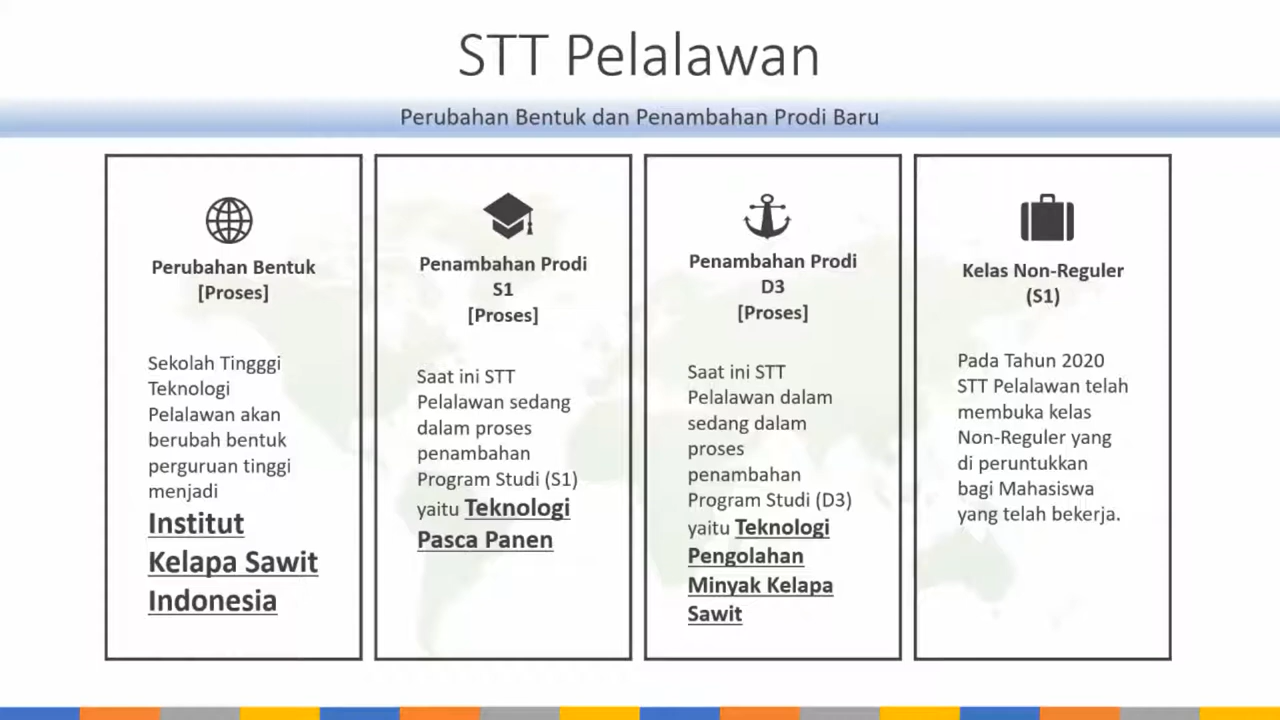 STT Pelalawan
Perubahan Bentuk dan Penambahan Prodi Baru
Perubahan Bentuk
[Proses]
Sekolah Tingggi
Teknologi
Pelalawan akan
berubah bentuk
perguruan tinggi
menjadi
Institut
Kelapa Sawit
Indonesia
Penambahan Prodi
S1
[Proses]
Saat ini STT
Pelalawan sedang
dalam proses
penambahan
Program Studi (S1)
yaitu Teknologi
Pasca Panen
Penambahan Prodi
D3
[Proses]
Saat ini STT
Pelalawan dalam
sedang dalam
proses
penambahan
Program Studi (D3)
yaitu Teknologi
Pengolahan
Minyak Kelapa
Sawit
Kelas Non-Reguler
(S1)
Pada Tahun 2020
STT Pelalawan telah
membuka kelas
Non-Reguler yang
di peruntukkan
bagi Mahasiswa
yang telah bekerja.